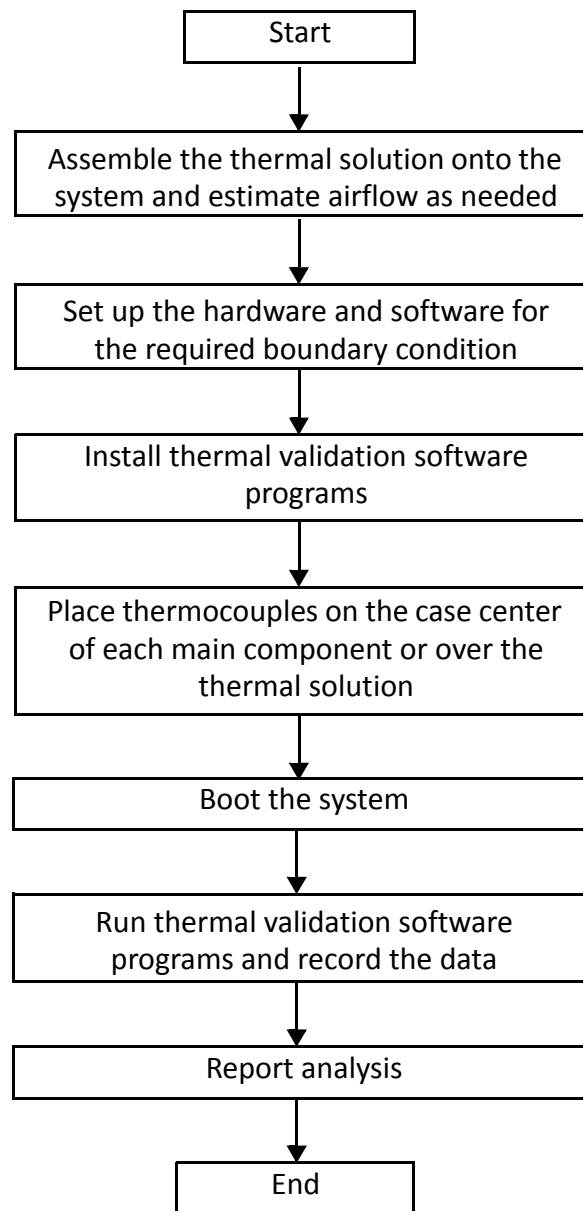 Start
Assemble the thermal solution onto the
system and estimate airflow as needed
Set up the hardware and software for
the required boundary condition
Install thermal validation software
programs
Place thermocouples on the case center
of each main component or over the
thermal solution
Boot the system
Run thermal validation software
programs and record the data
Report analysis
End